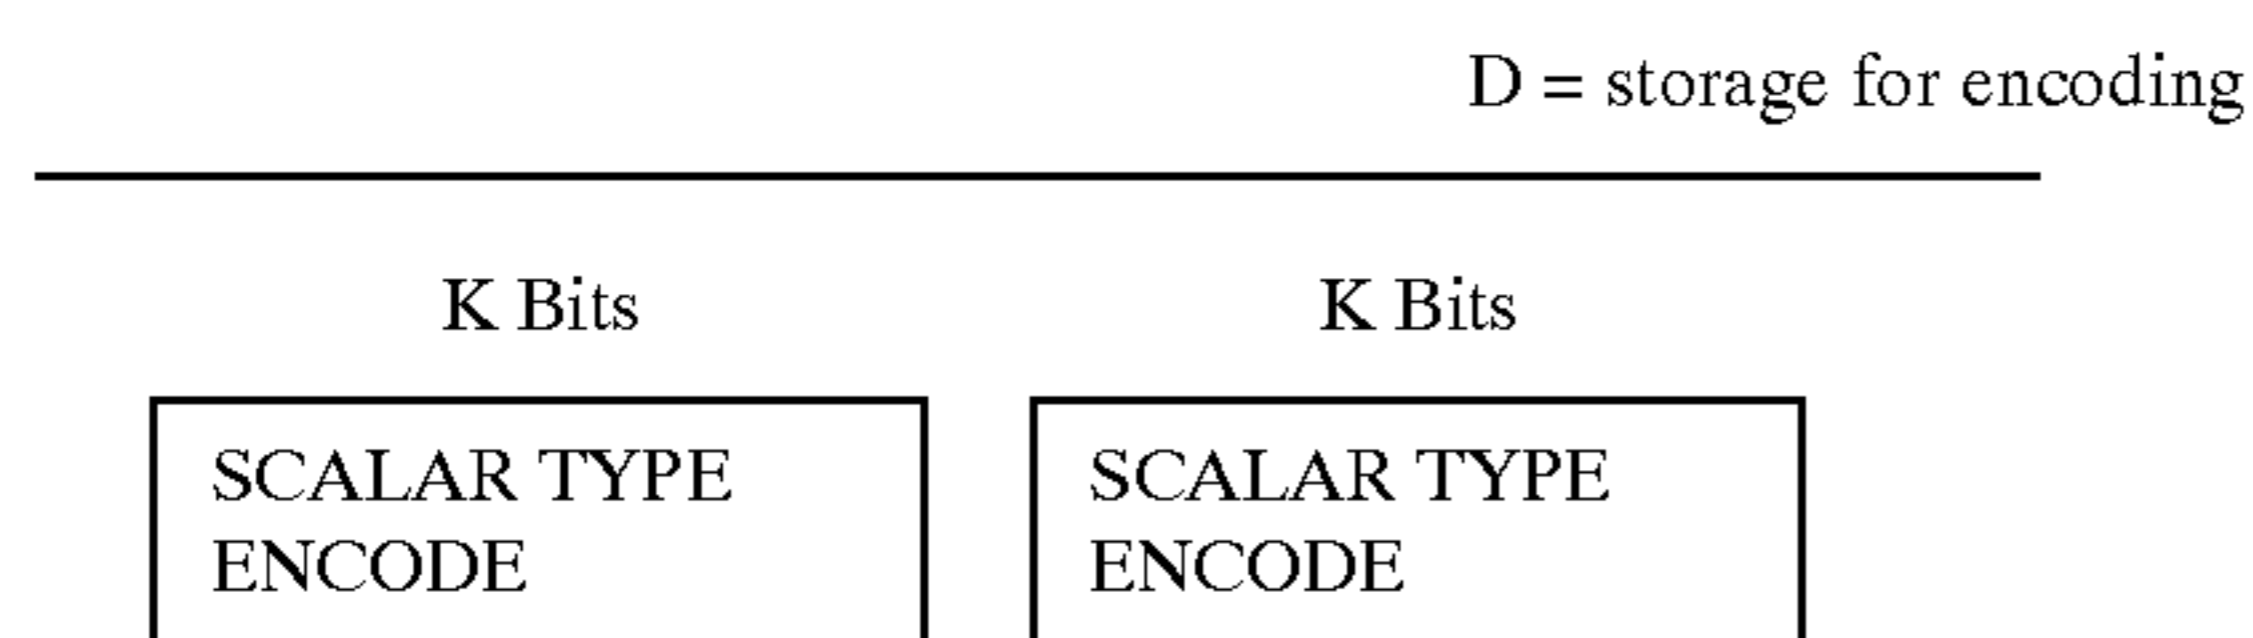 D = storage for encoding
K Bits
K Bits
SCALAR TYPE
ENCODE
SCALAR TYPE
ENCODE